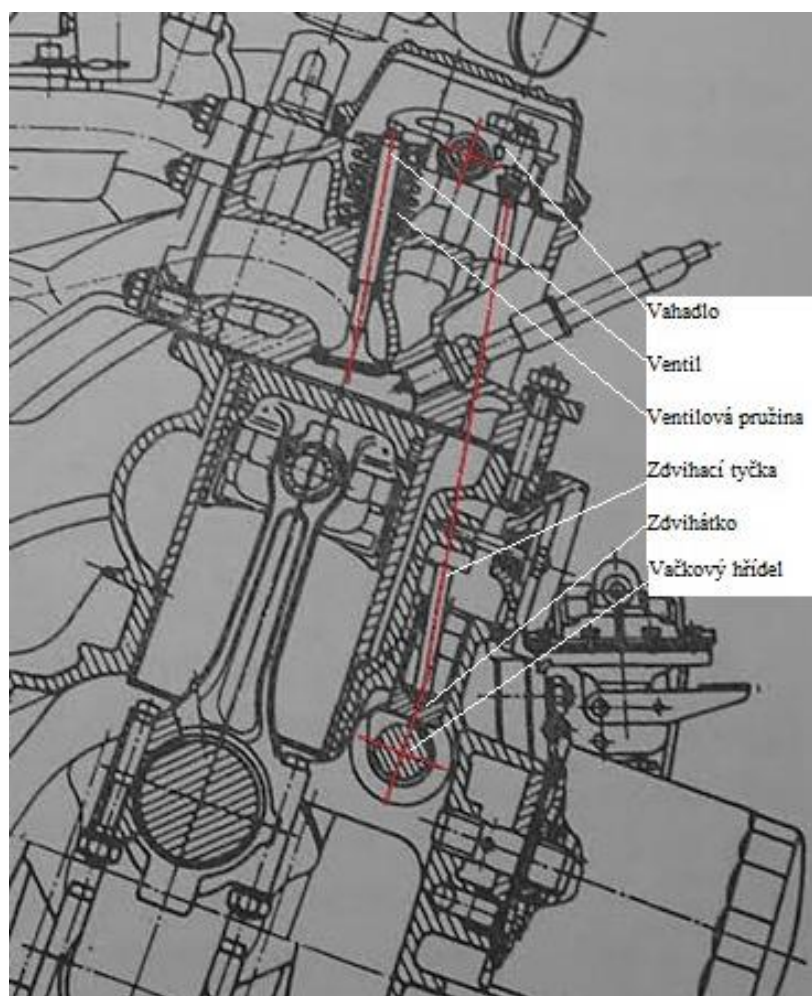 Vahadlo
Ventil
Ventilová pružina
Zdvihací tyčka
Zdvihátko
Vačkový hřídel